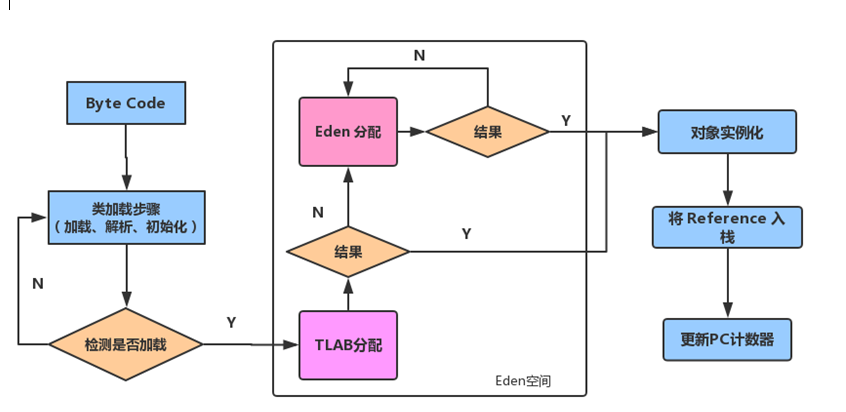 Byte Code
类加载步骤
（加载、解析、初始化）
N
检测是否加载
Y
N
Eden 分配
结果
Y
N
结果
Y
TLAB分配
Eden空间
对象实例化
将 Reference 入
栈
更新PC计数器